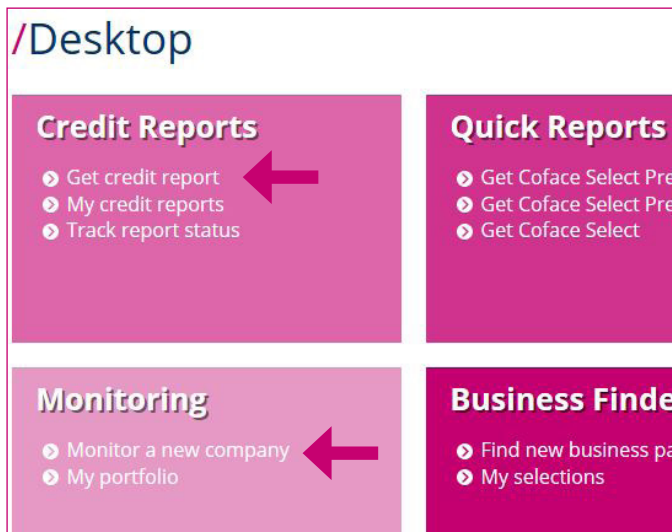 /Desktop
Credit Reports
Get credit report
My credit reports
Track report status
Quick Reports
Get Coface Select Pre
Get Coface Select Pre
Get Coface Select
Monitoring
Monitor a new company
My portfolio
Business Finde
Find new business pa
My selections